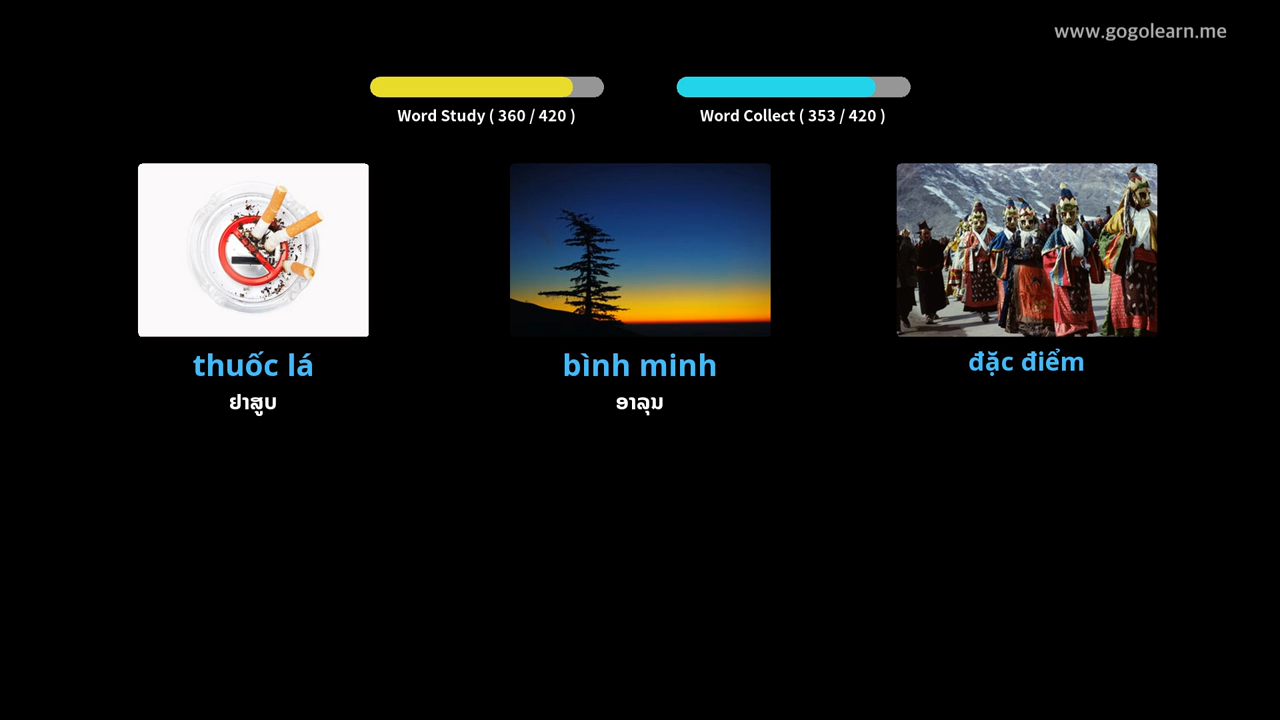 www.gogolearn.me
Word Study ( 360 / 420 )
Word Collect ( 353 / 420 )
thuốc lá
bình minh
đặc điểm
ຢາສູບ
ອາລຸນ